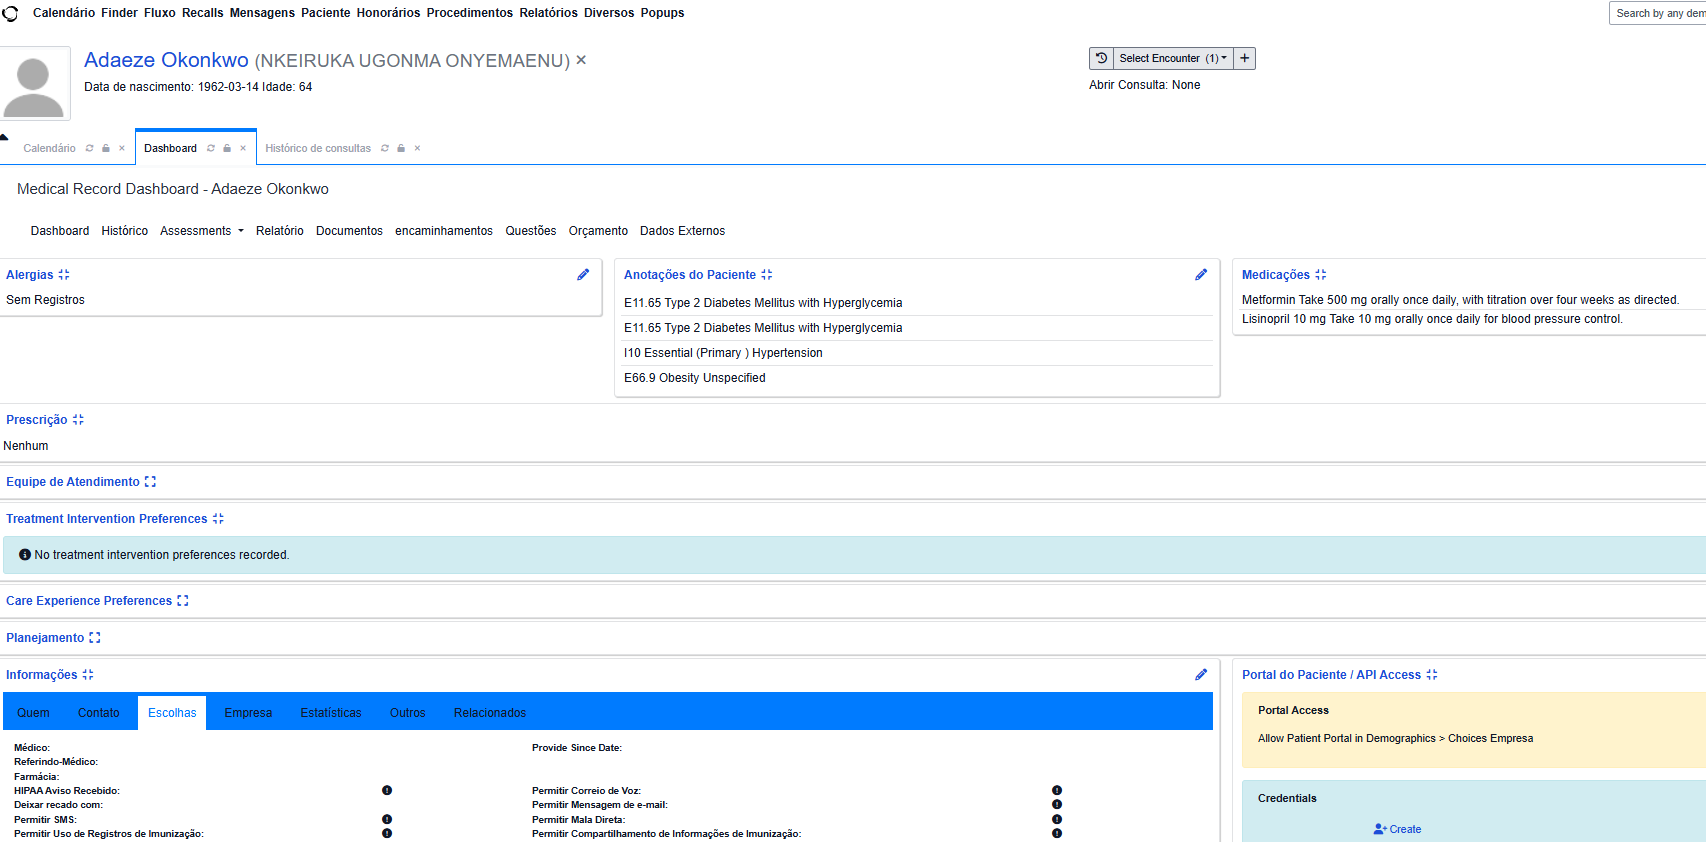 Calendário Finder Fluxo Recalls Mensagens Paciente Honorários Procedimentos Relatórios Diversos Popups
Search by any dem
Adaeze Okonkwo (NKEIRUKA UGONMA ONYEMAENU) ×
Data de nascimento: 1962-03-14 Idade: 64
Select Encounter (1) +
Abrir Consulta: None
Calendário × Dashboard × Histórico de consultas ×
Medical Record Dashboard - Adaeze Okonkwo
Dashboard Histórico Assessments Relatório Documentos encaminhamentos Questões Orçamento Dados Externos
Alergias
Sem Registros
Anotações do Paciente
E11.65 Type 2 Diabetes Mellitus with Hyperglycemia
E11.65 Type 2 Diabetes Mellitus with Hyperglycemia
I10 Essential (Primary ) Hypertension
E66.9 Obesity Unspecified
Medicações
Metformin Take 500 mg orally once daily, with titration over four weeks as directed.
Lisinopril 10 mg Take 10 mg orally once daily for blood pressure control.
Prescrição
Nenhum
Equipe de Atendimento
Treatment Intervention Preferences
No treatment intervention preferences recorded.
Care Experience Preferences
Planejamento
Informações
Quem Contato Escolhas Empresa Estatísticas Outros Relacionados
Médico: Provide Since Date:
Referindo-Médico:
Farmácia:
HIPAA Aviso Recebido: Permitir Correio de Voz:
Deixar recado com: Permitir Mensagem de e-mail:
Permitir SMS: Permitir Mala Direta:
Permitir Uso de Registros de Imunização: Permitir Compartilhamento de Informações de Imunização:
Portal do Paciente / API Access
Portal Access
Allow Patient Portal in Demographics > Choices Empresa
Credentials
Create